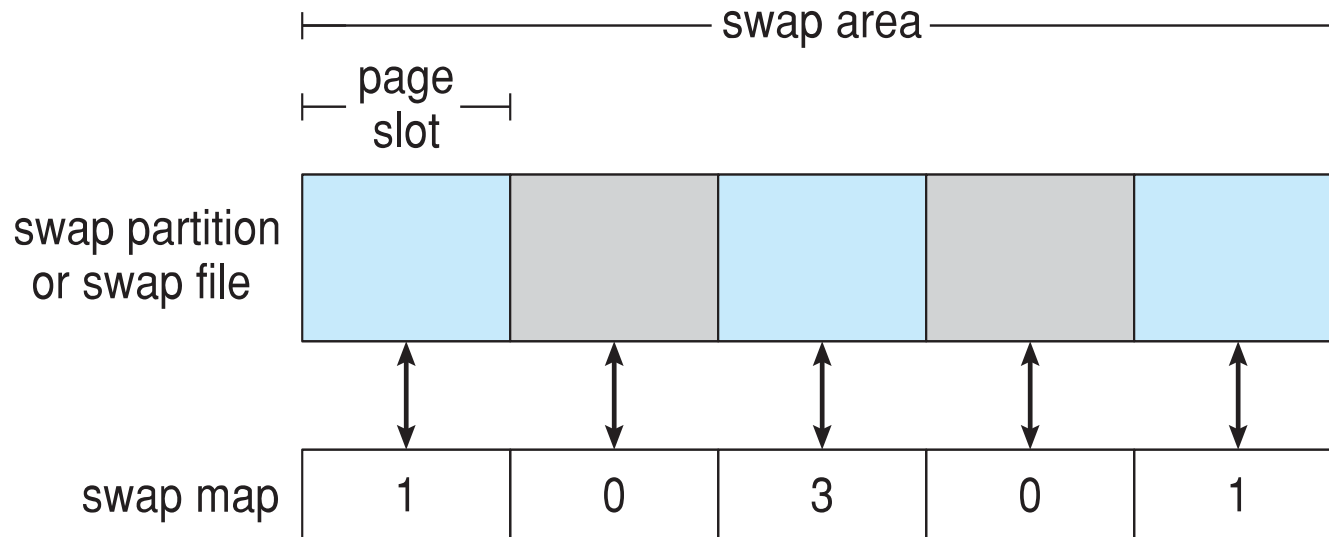 swap area
page
slot
swap partition
or swap file
swap map 1 0 3 0 1